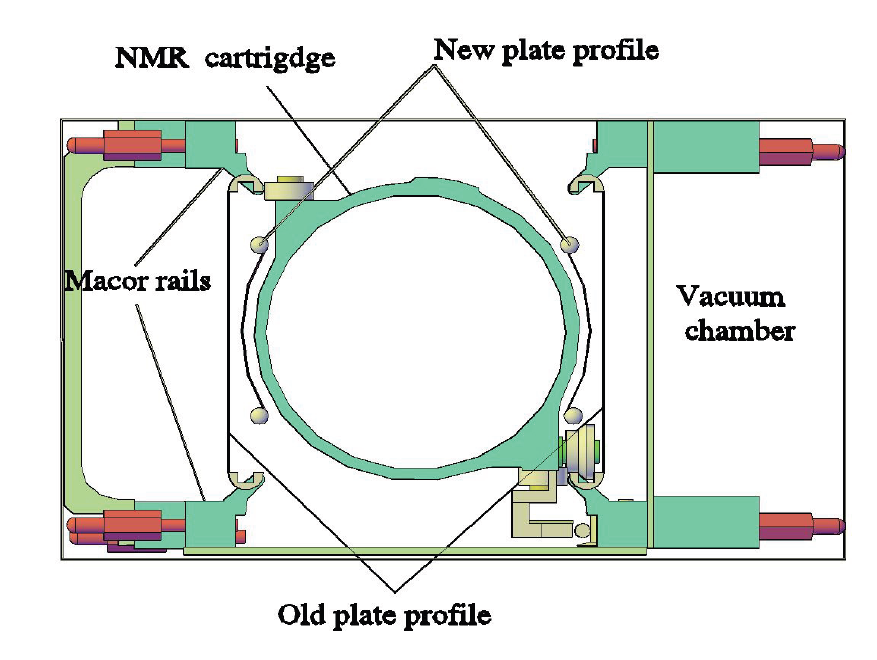 NMR cartrigdge
New plate profile
Macor rails
Vacuum
chamber
Old plate profile